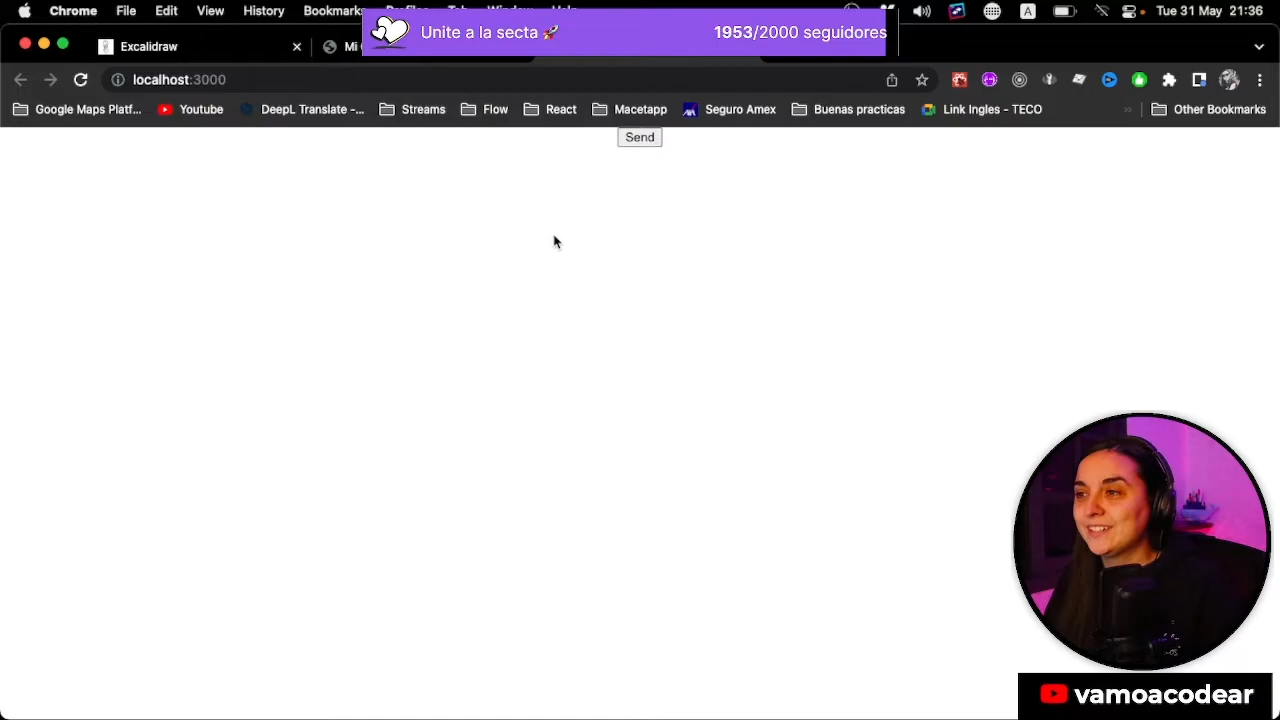 Chrome File Edit View History Bookmarks Tue 31 May 21:36
Unite a la secta 🚀 1953/2000 seguidores
Excalidraw
localhost:3000
Google Maps Platf... Youtube DeepL Translate -... Streams Flow React Macetapp Seguro Amex Buenas practicas Link Ingles - TECO » Other Bookmarks
Send
vamoacodear